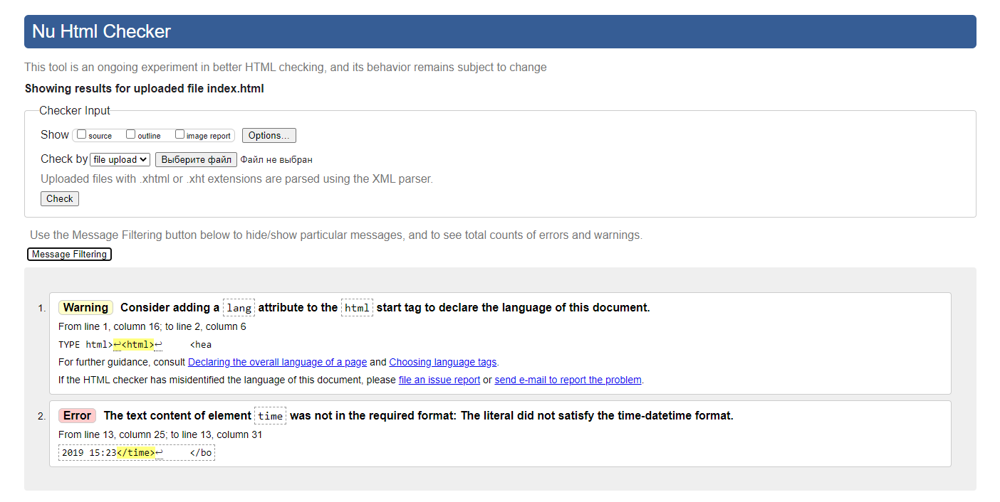 Nu Html Checker
This tool is an ongoing experiment in better HTML checking, and its behavior remains subject to change
Showing results for uploaded file index.html
Checker Input
Show source outline image report Options...
Check by file upload Выберите файл Файл не выбран
Uploaded files with .xhtml or .xht extensions are parsed using the XML parser.
Check
Use the Message Filtering button below to hide/show particular messages, and to see total counts of errors and warnings.
Message Filtering
1. Warning Consider adding a lang attribute to the html start tag to declare the language of this document.
From line 1, column 16; to line 2, column 6
TYPE html>↩<html>↩ <hea
For further guidance, consult Declaring the overall language of a page and Choosing language tags.
If the HTML checker has misidentified the language of this document, please file an issue report or send e-mail to report the problem.
2. Error The text content of element time was not in the required format: The literal did not satisfy the time-datetime format.
From line 13, column 25; to line 13, column 31
2019 15:23</time>↩ </bo